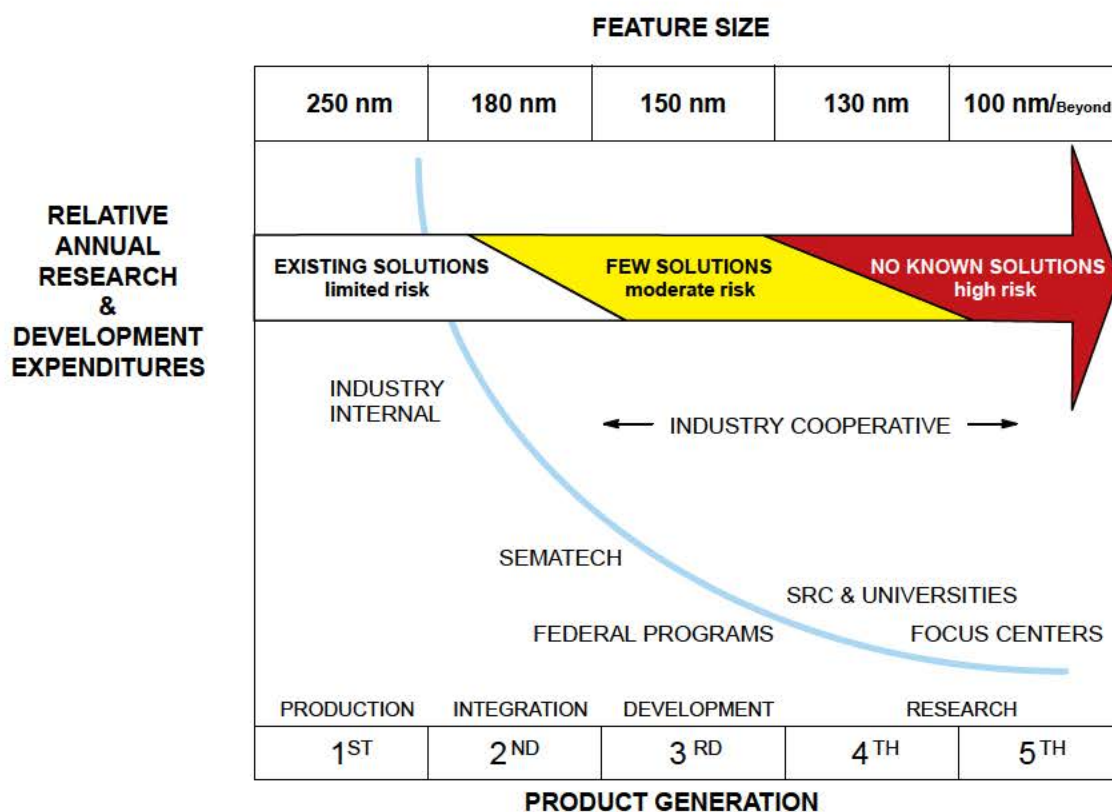 FEATURE SIZE
250 nm
180 nm
150 nm
130 nm
100 nm/Beyond
RELATIVE
ANNUAL
RESEARCH
&
DEVELOPMENT
EXPENDITURES
EXISTING SOLUTIONS
limited risk
FEW SOLUTIONS
moderate risk
NO KNOWN SOLUTIONS
high risk
INDUSTRY
INTERNAL
INDUSTRY COOPERATIVE
SEMATECH
SRC & UNIVERSITIES
FEDERAL PROGRAMS
FOCUS CENTERS
PRODUCTION
INTEGRATION
DEVELOPMENT
RESEARCH
1ST
2ND
3RD
4TH
5TH
PRODUCT GENERATION